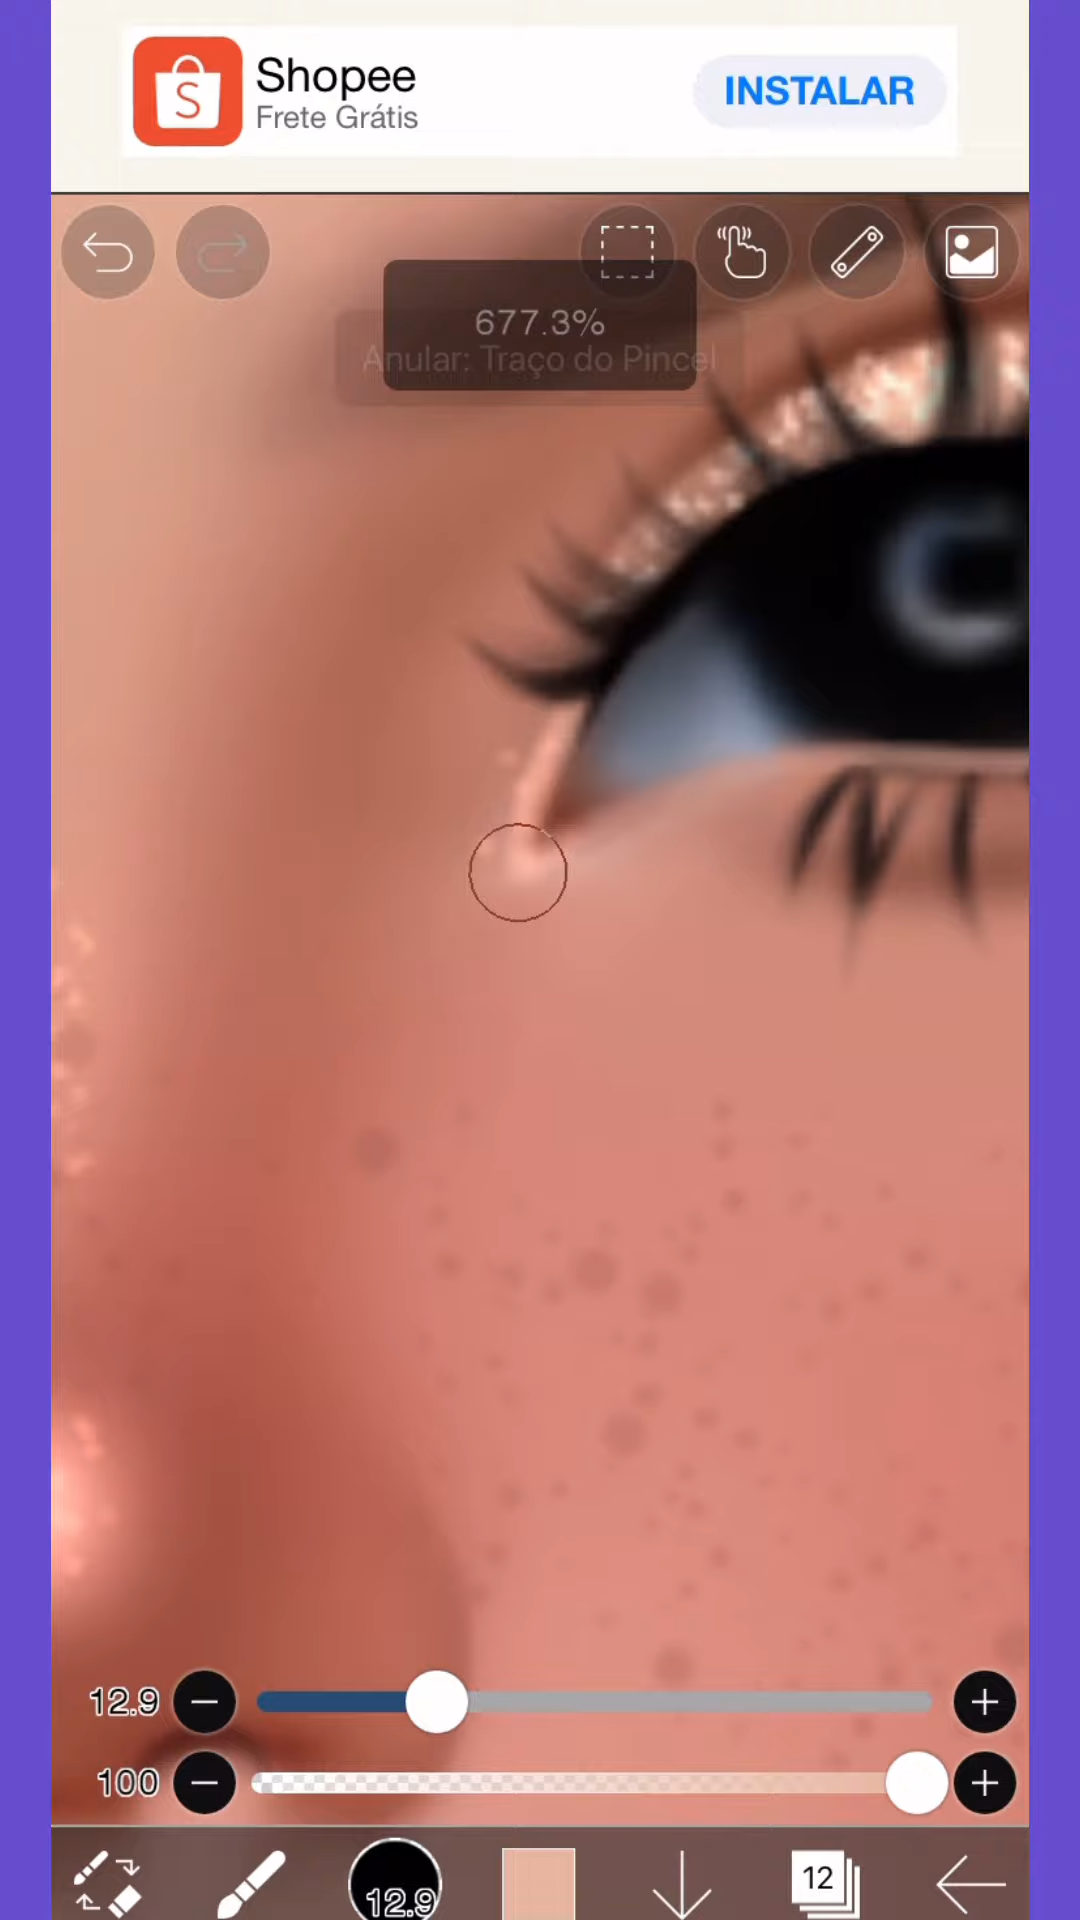 Shopee
Frete Grátis
INSTALAR
677.3%
Anular: Traço do Pincel
12.9
100
12.9
12